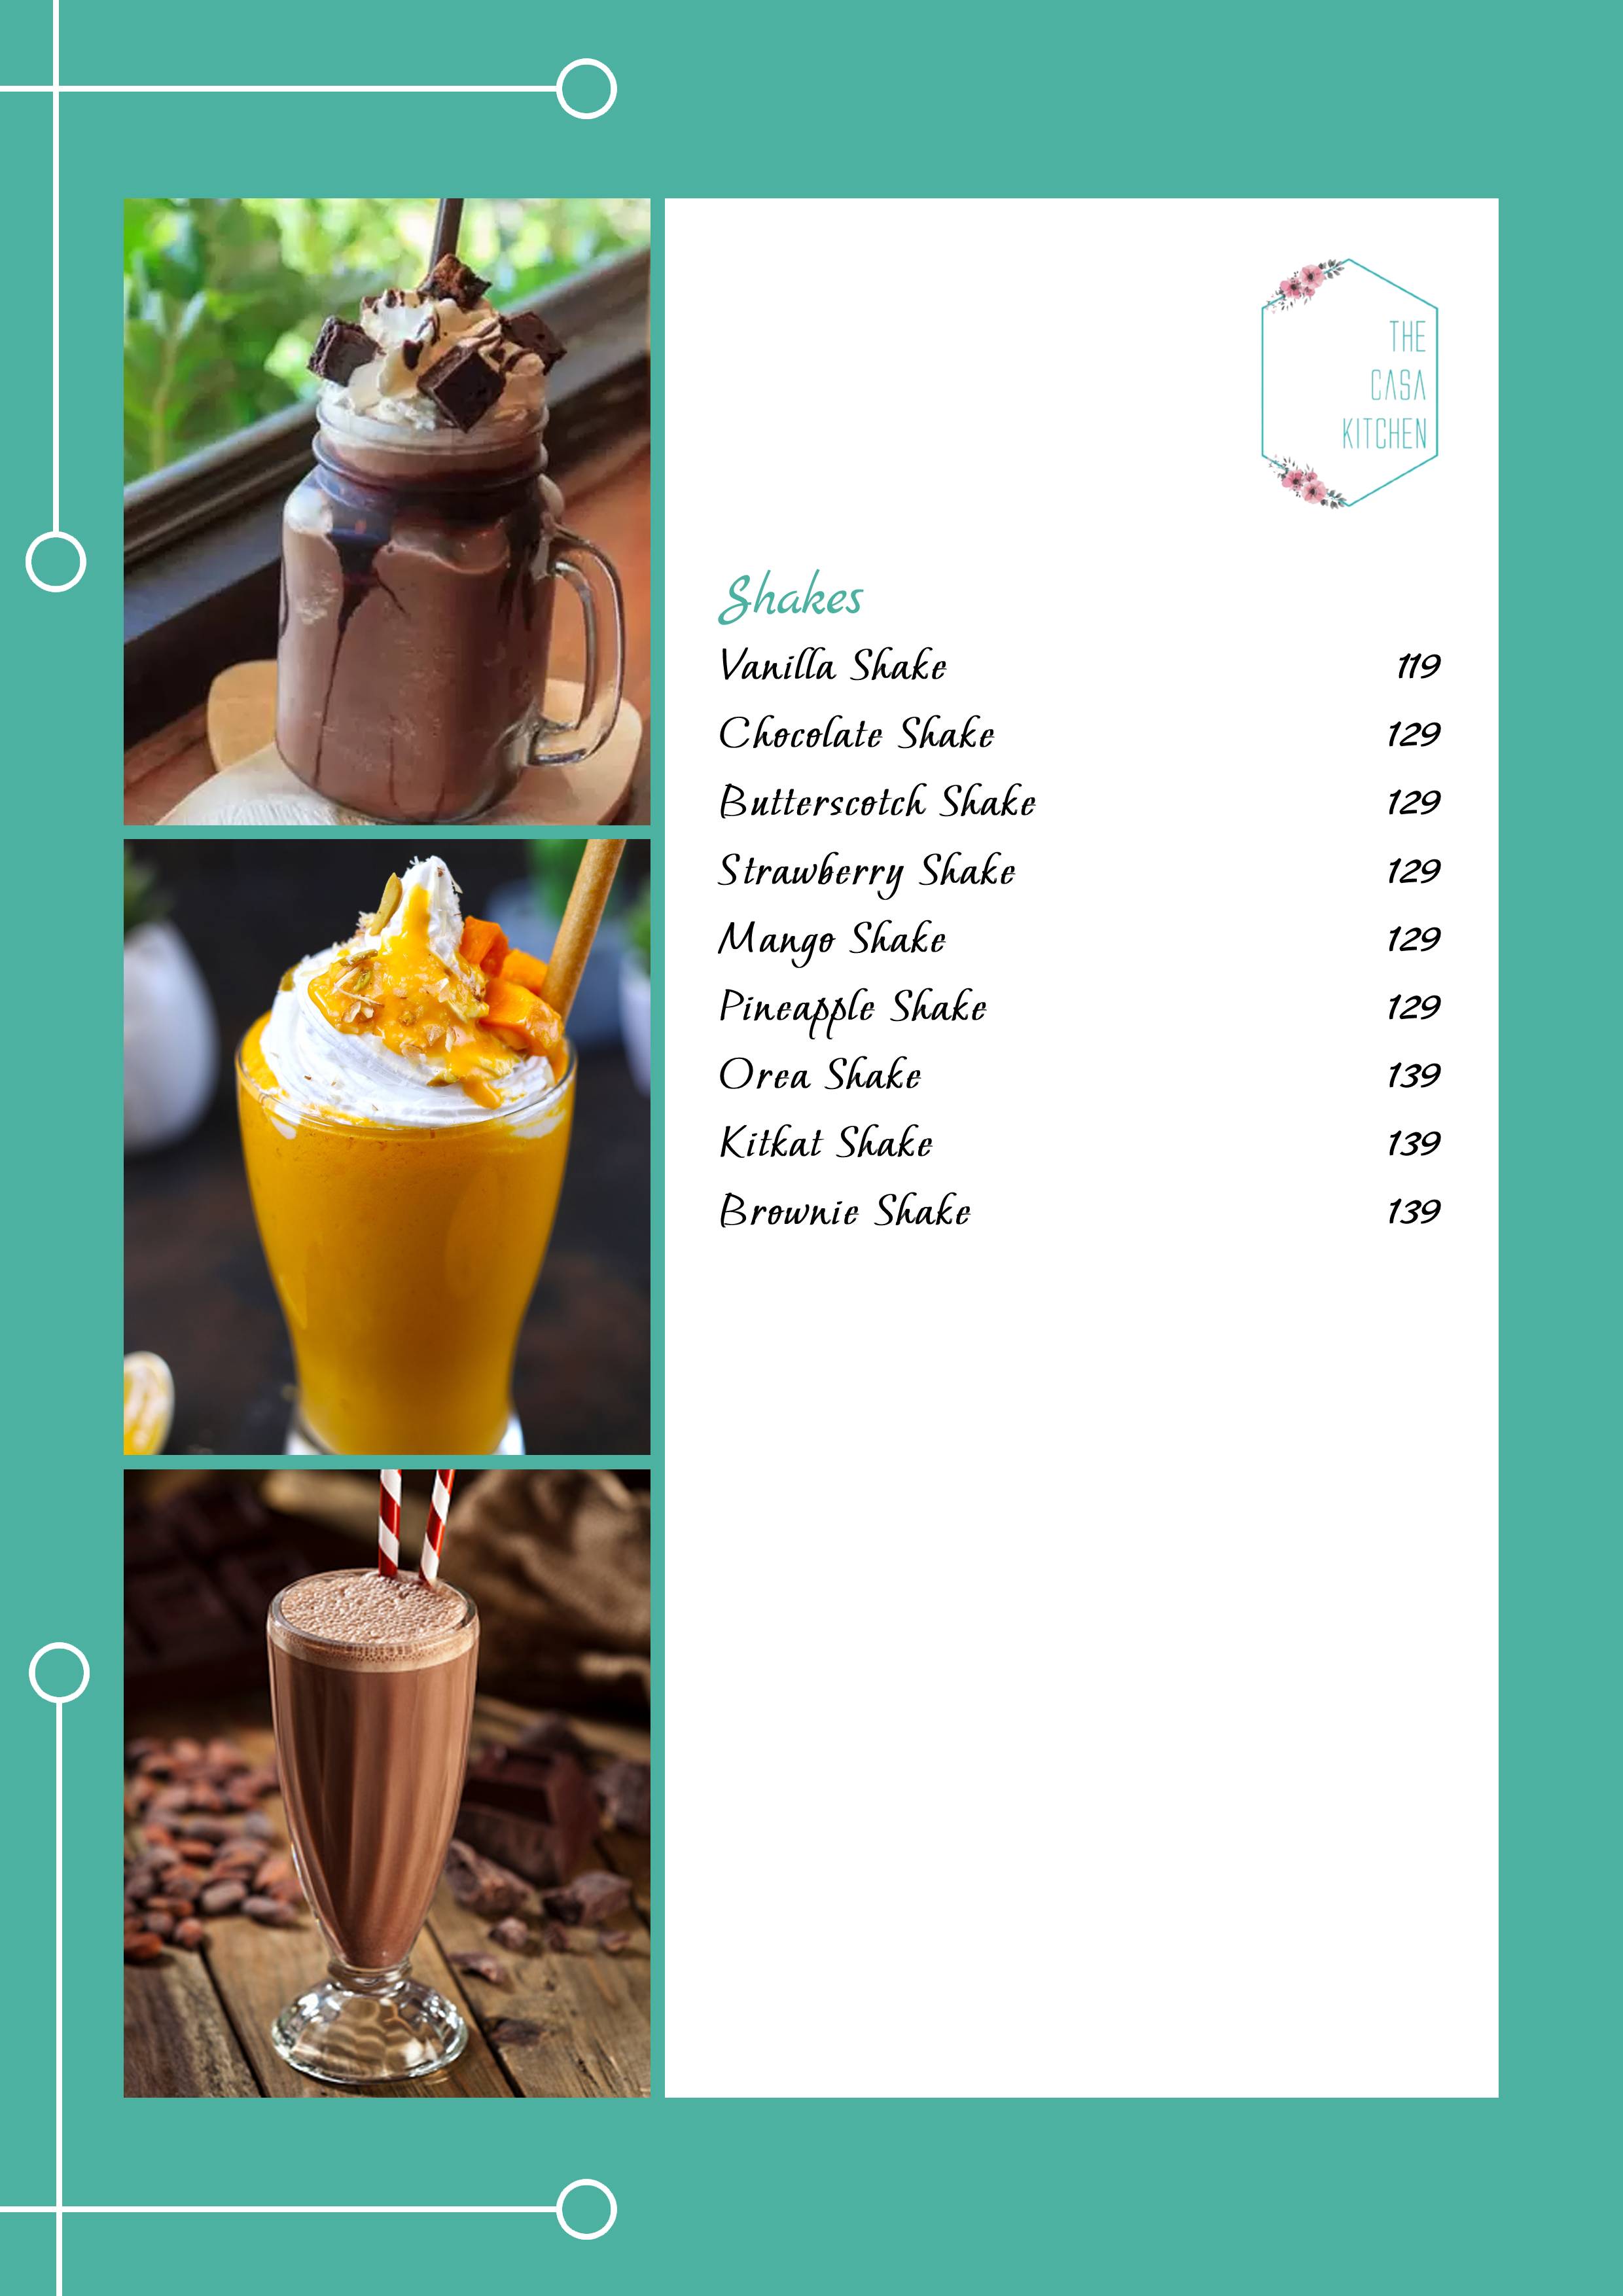 THE
CASA
KITCHEN
Shakes
Vanilla Shake 119
Chocolate Shake 129
Butterscotch Shake 129
Strawberry Shake 129
Mango Shake 129
Pineapple Shake 129
Orea Shake 139
Kitkat Shake 139
Brownie Shake 139